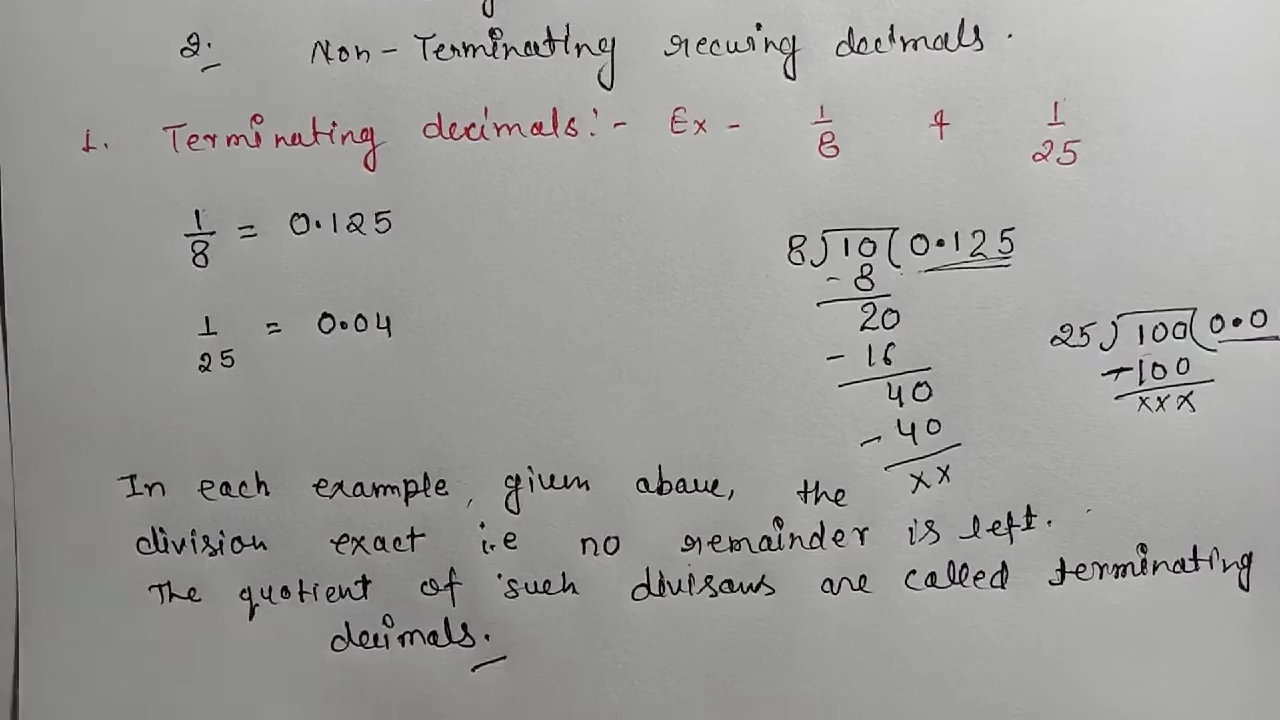 2. Non-Terminating recuring decimals.
1. Terminating decimals:- Ex - 1/8 & 1/25
1/8 = 0.125
8)10(0.125
- 8
20
- 16
40
- 40
xx
1/25 = 0.04
25)100(0.0
-100
xxx
In each example, given above, the
division exact i.e no remainder is left.
The quotient of such divisons are called terminating
decimals.